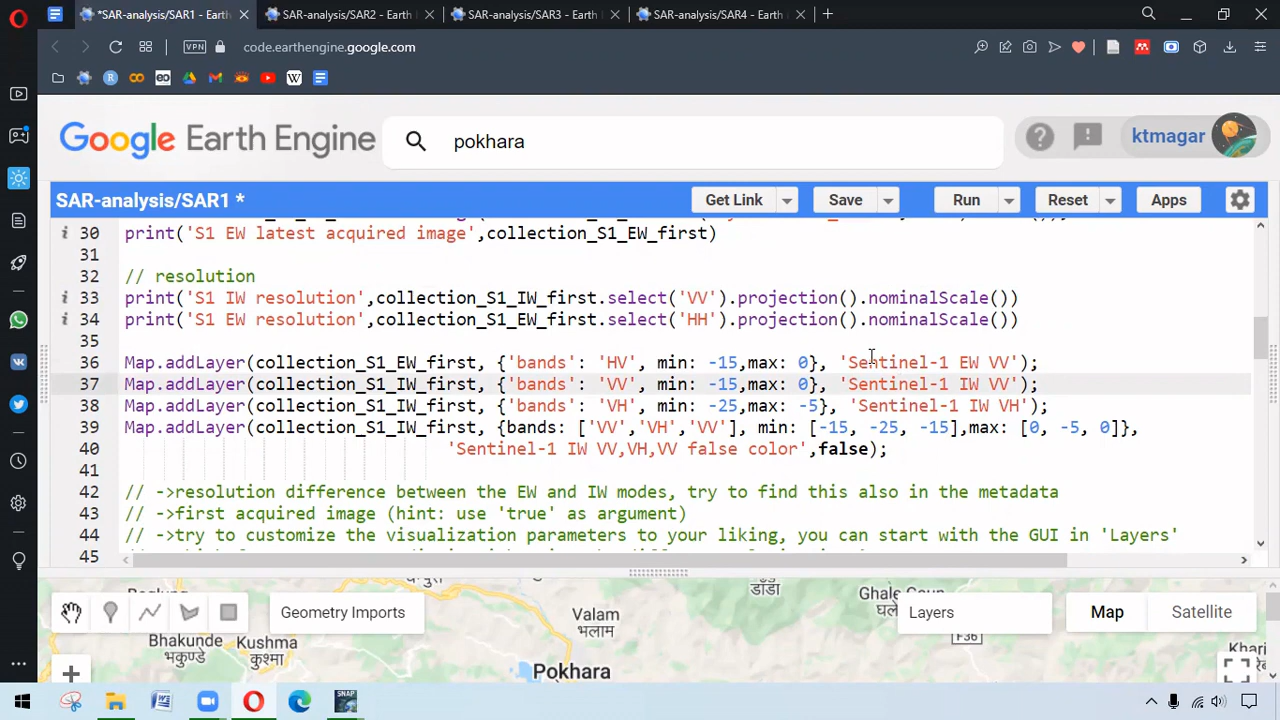 *SAR-analysis/SAR1 - Earth
SAR-analysis/SAR2 - Earth
SAR-analysis/SAR3 - Earth
SAR-analysis/SAR4 - Earth
VPN
code.earthengine.google.com
Google Earth Engine
pokhara
ktmagar
SAR-analysis/SAR1 *
Get Link
Save
Run
Reset
Apps
30 print('S1 EW latest acquired image',collection_S1_EW_first)
31
32 // resolution
33 print('S1 IW resolution',collection_S1_IW_first.select('VV').projection().nominalScale())
34 print('S1 EW resolution',collection_S1_EW_first.select('HH').projection().nominalScale())
35
36 Map.addLayer(collection_S1_EW_first, {'bands': 'HV', min: -15,max: 0}, 'Sentinel-1 EW VV');
37 Map.addLayer(collection_S1_IW_first, {'bands': 'VV', min: -15,max: 0}, 'Sentinel-1 IW VV');
38 Map.addLayer(collection_S1_IW_first, {'bands': 'VH', min: -25,max: -5}, 'Sentinel-1 IW VH');
39 Map.addLayer(collection_S1_IW_first, {bands: ['VV','VH','VV'], min: [-15, -25, -15],max: [0, -5, 0]},
40 'Sentinel-1 IW VV,VH,VV false color',false);
41
42 // ->resolution difference between the EW and IW modes, try to find this also in the metadata
43 // ->first acquired image (hint: use 'true' as argument)
44 // ->try to customize the visualization parameters to your liking, you can start with the GUI in 'Layers'
45
Geometry Imports
Layers
Map
Satellite
Valam
भलाम
डाँडा
Bhakunde
भकुण्डे
Kushma
कुश्मा
Pokhara
F36
SNAP